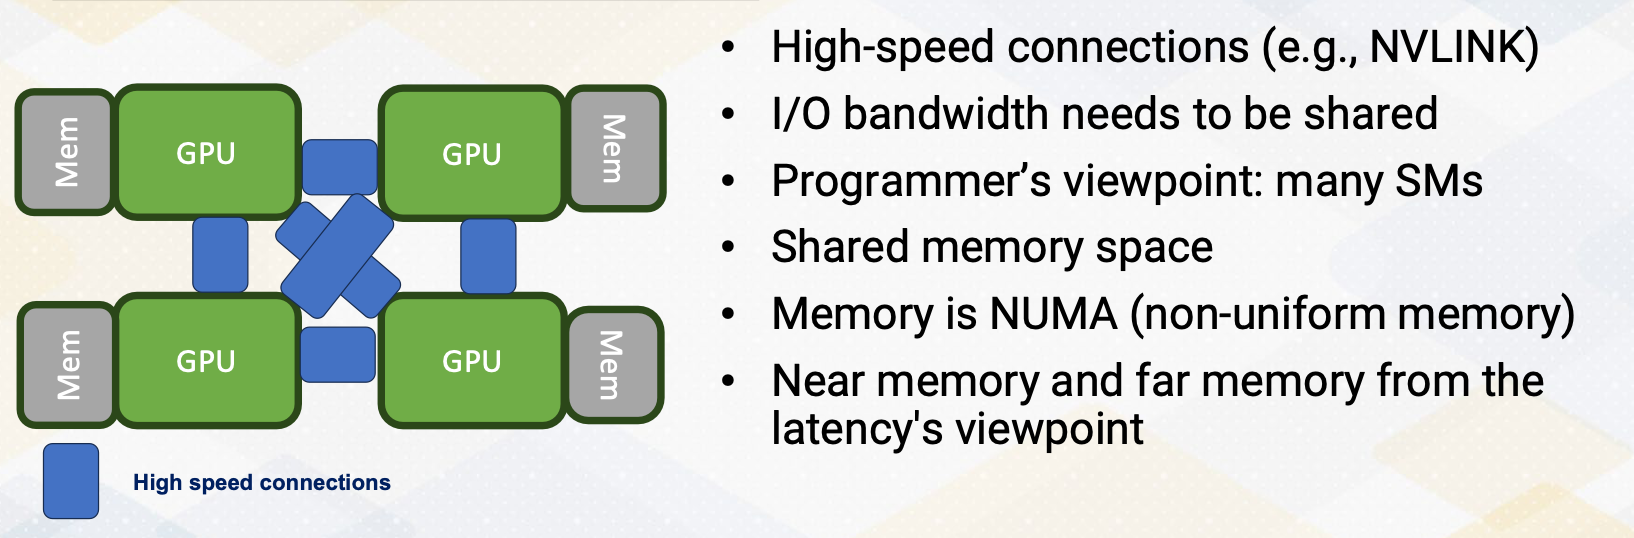 Mem
GPU
GPU
Mem
Mem
GPU
GPU
Mem
High speed connections
• High-speed connections (e.g., NVLINK)
• I/O bandwidth needs to be shared
• Programmer’s viewpoint: many SMs
• Shared memory space
• Memory is NUMA (non-uniform memory)
• Near memory and far memory from the
latency's viewpoint